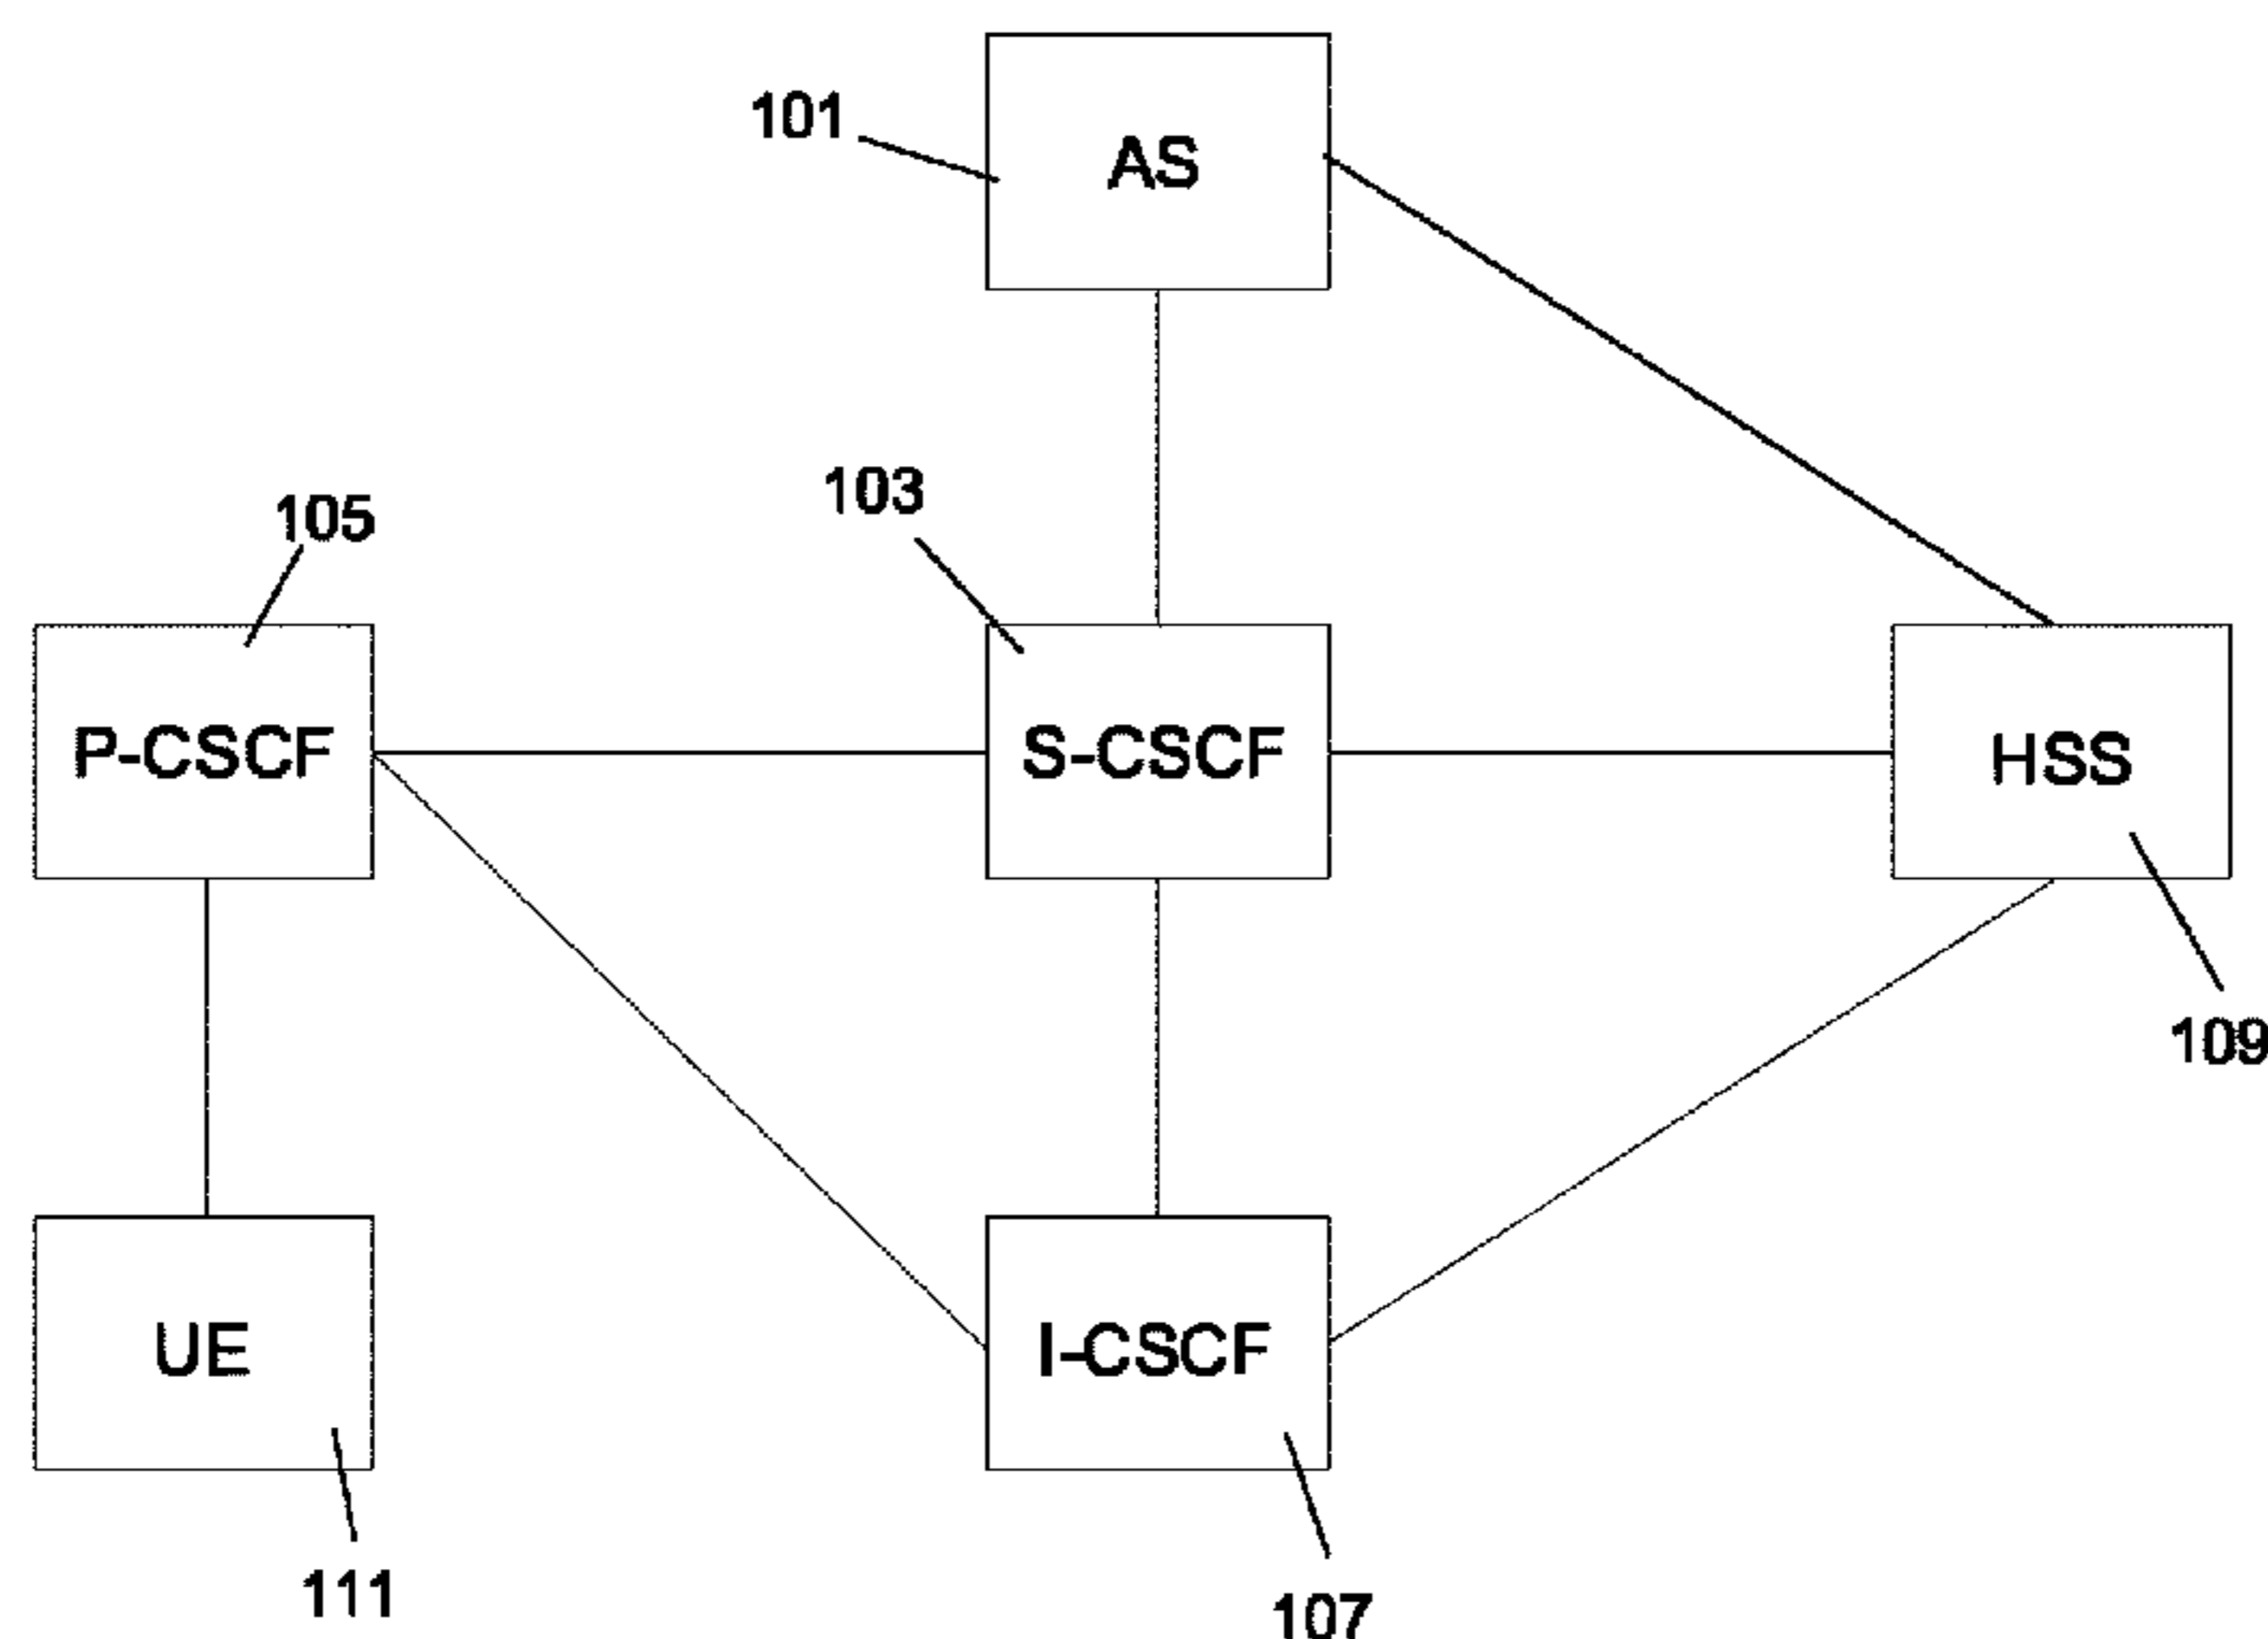 101
AS
105
103
P-CSCF
S-CSCF
HSS
109
UE
I-CSCF
111
107